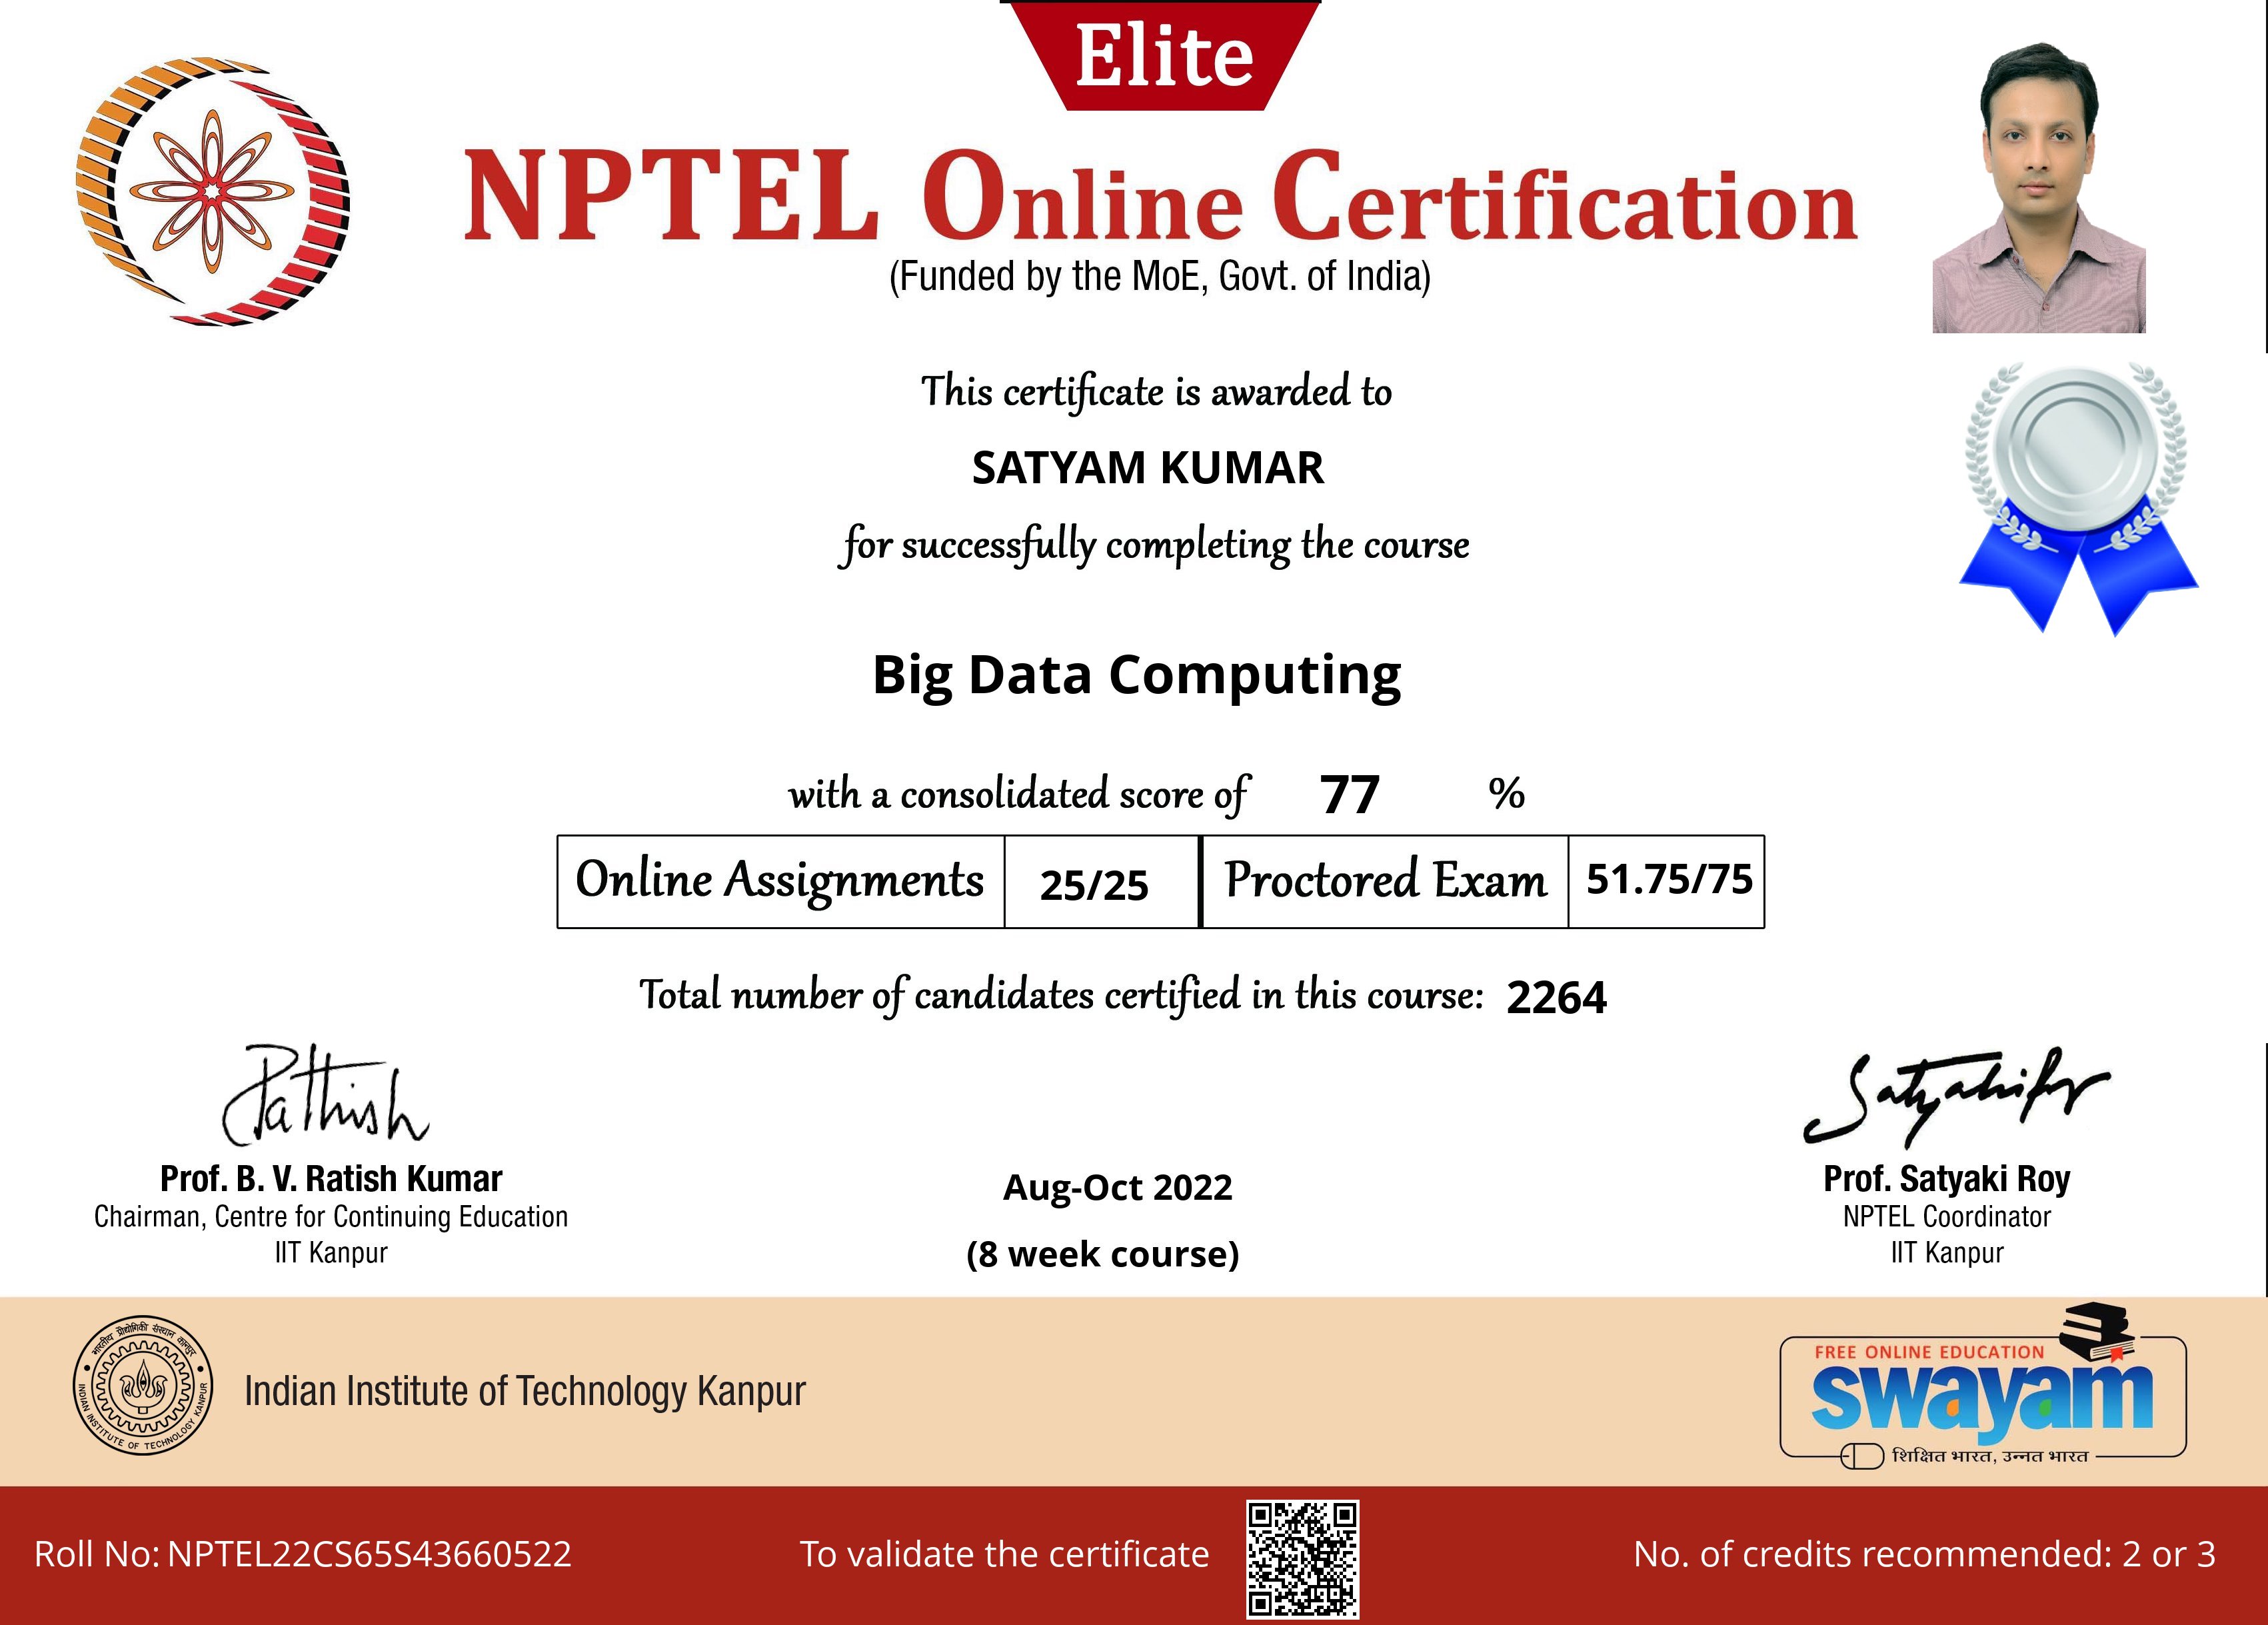 Elite
NPTEL Online Certification
(Funded by the MoE, Govt. of India)
This certificate is awarded to
SATYAM KUMAR
for successfully completing the course
Big Data Computing
with a consolidated score of 77 %
Online Assignments 25/25 Proctored Exam 51.75/75
Total number of candidates certified in this course: 2264
Prof. B. V. Ratish Kumar
Chairman, Centre for Continuing Education
IIT Kanpur
Aug-Oct 2022
(8 week course)
Prof. Satyaki Roy
NPTEL Coordinator
IIT Kanpur
भारतीय प्रौद्योगिकी संस्थान कानपुर
INDIAN INSTITUTE OF TECHNOLOGY KANPUR
Indian Institute of Technology Kanpur
FREE ONLINE EDUCATION
swayam
शिक्षित भारत, उन्नत भारत
Roll No: NPTEL22CS65S43660522
To validate the certificate
No. of credits recommended: 2 or 3